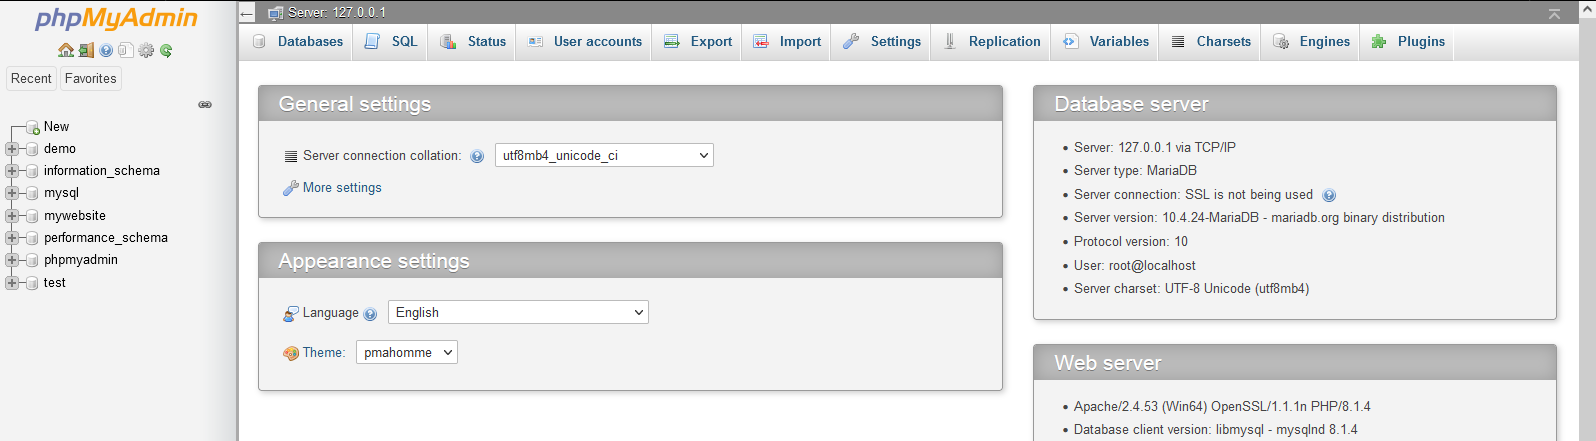 phpMyAdmin
Recent Favorites
New
demo
information_schema
mysql
mywebsite
performance_schema
phpmyadmin
test
Server: 127.0.0.1
Databases SQL Status User accounts Export Import Settings Replication Variables Charsets Engines Plugins
General settings
Server connection collation: utf8mb4_unicode_ci
More settings
Appearance settings
Language English
Theme: pmahomme
Database server
• Server: 127.0.0.1 via TCP/IP
• Server type: MariaDB
• Server connection: SSL is not being used
• Server version: 10.4.24-MariaDB - mariadb.org binary distribution
• Protocol version: 10
• User: root@localhost
• Server charset: UTF-8 Unicode (utf8mb4)
Web server
• Apache/2.4.53 (Win64) OpenSSL/1.1.1n PHP/8.1.4
• Database client version: libmysql - mysqlnd 8.1.4